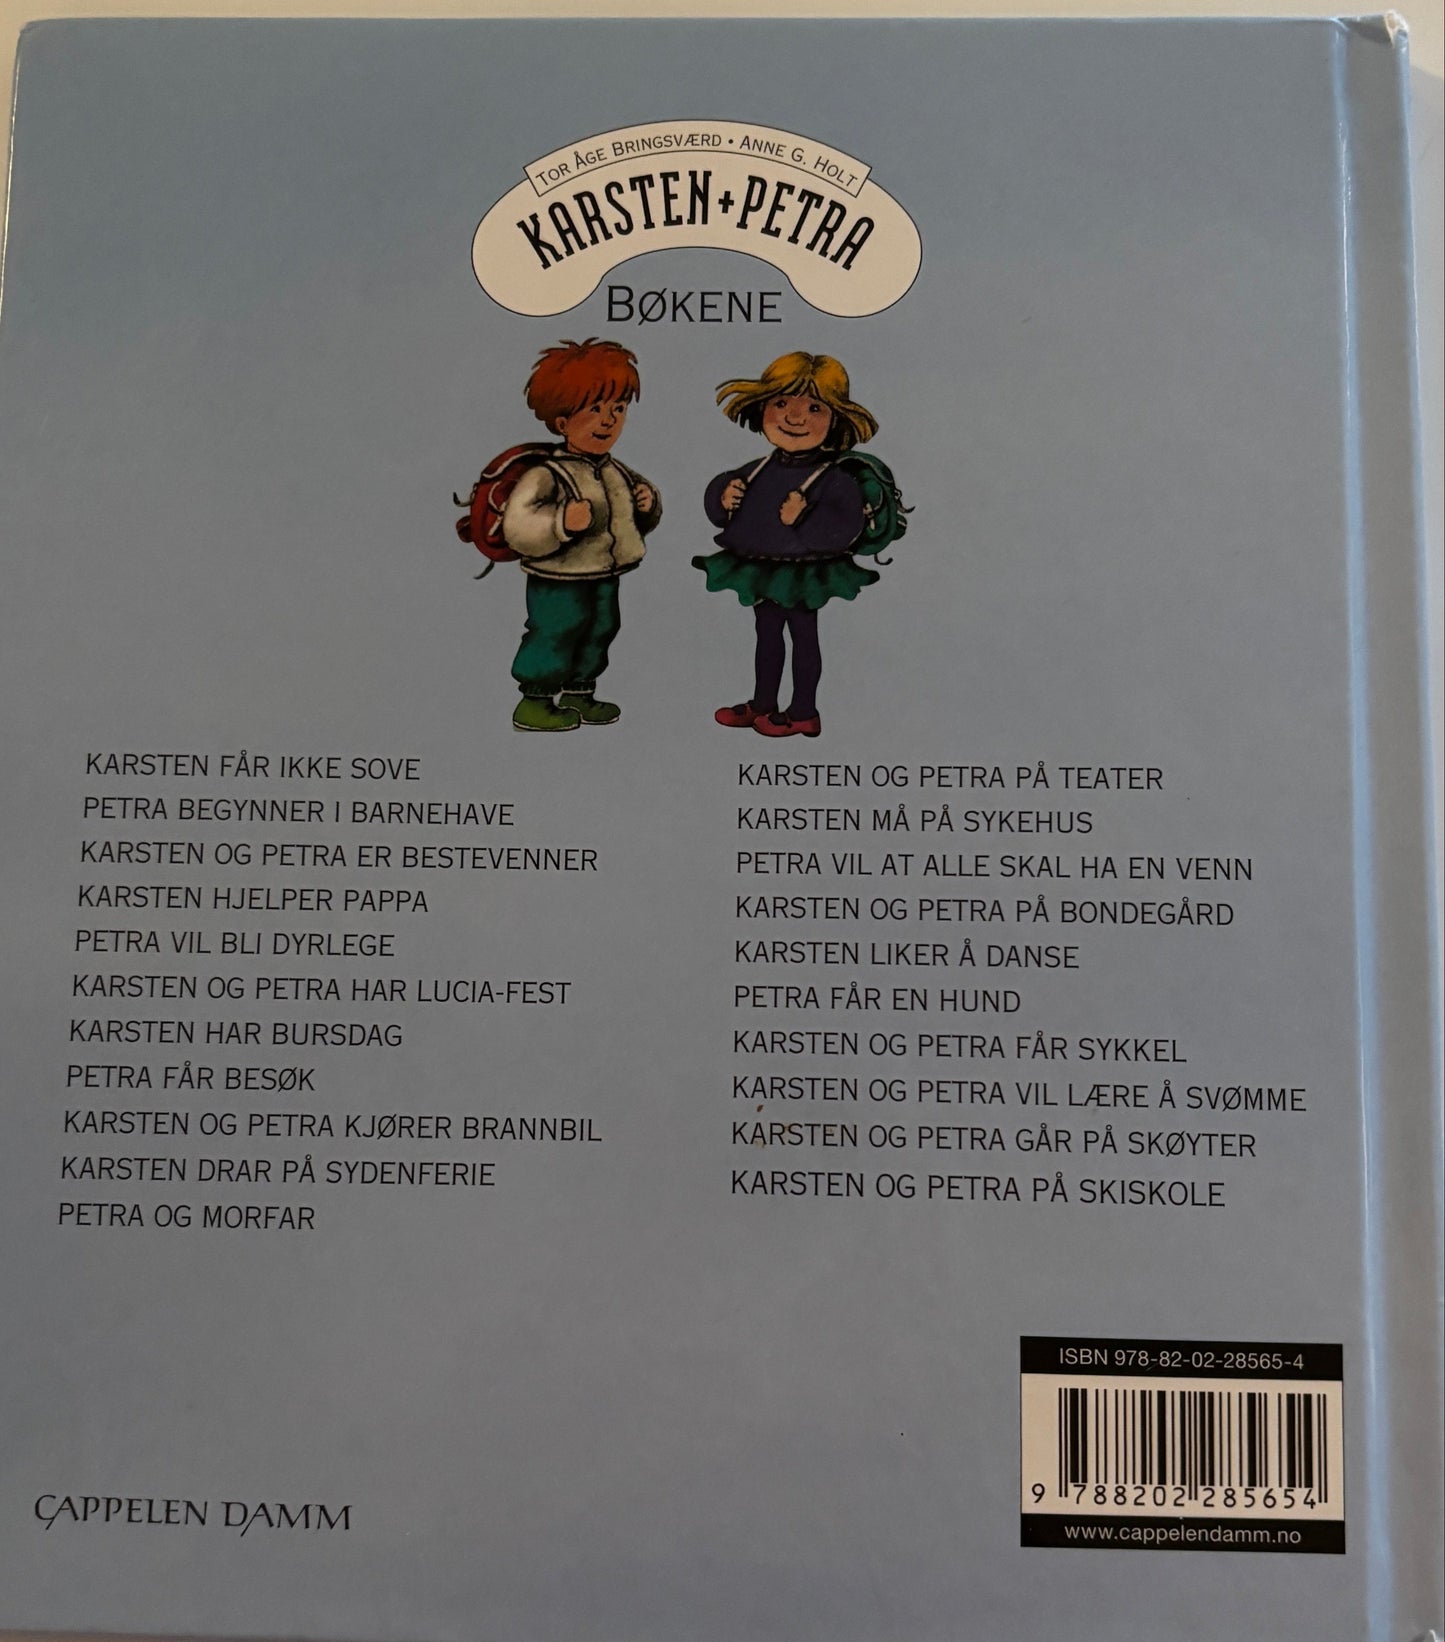 TOR ÅGE BRINGSVÆRD • ANNE G. HOLT
KARSTEN+PETRA
BØKENE
KARSTEN FÅR IKKE SOVE
PETRA BEGYNNER I BARNEHAVE
KARSTEN OG PETRA ER BESTEVENNER
KARSTEN HJELPER PAPPA
PETRA VIL BLI DYRLEGE
KARSTEN OG PETRA HAR LUCIA-FEST
KARSTEN HAR BURSDAG
PETRA FÅR BESØK
KARSTEN OG PETRA KJØRER BRANNBIL
KARSTEN DRAR PÅ SYDENFERIE
PETRA OG MORFAR
KARSTEN OG PETRA PÅ TEATER
KARSTEN MÅ PÅ SYKEHUS
PETRA VIL AT ALLE SKAL HA EN VENN
KARSTEN OG PETRA PÅ BONDEGÅRD
KARSTEN LIKER Å DANSE
PETRA FÅR EN HUND
KARSTEN OG PETRA FÅR SYKKEL
KARSTEN OG PETRA VIL LÆRE Å SVØMME
KARSTEN OG PETRA GÅR PÅ SKØYTER
KARSTEN OG PETRA PÅ SKISKOLE
CAPPELEN DAMM
ISBN 978-82-02-28565-4
9 788202 285654
www.cappelendamm.no